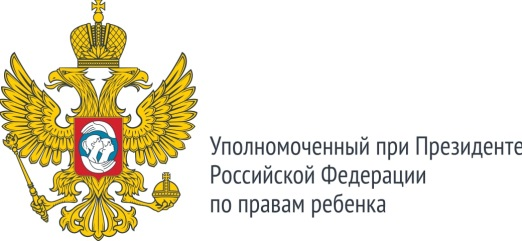 Уполномоченный при Президенте
Российской Федерации
по правам ребенка